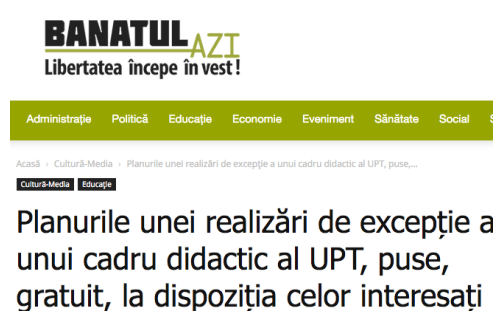 BANATUL AZI
Libertatea începe în vest!
Administrație Politică Educație Economie Eveniment Sănătate Social
Acasă › Cultură-Media › Planurile unei realizări de excepție a unui cadru didactic al UPT, puse,...
Cultură-Media Educație
Planurile unei realizări de excepție a
unui cadru didactic al UPT, puse,
gratuit, la dispoziția celor interesați